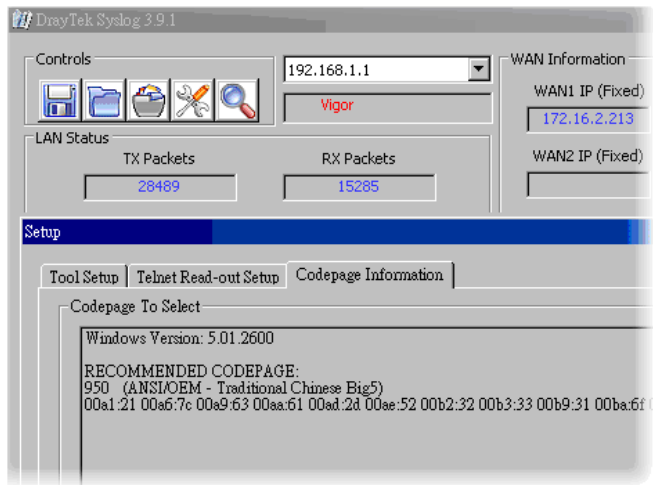 DrayTek Syslog 3.9.1
Controls
192.168.1.1
Vigor
WAN Information
WAN1 IP (Fixed)
172.16.2.213
WAN2 IP (Fixed)
LAN Status
TX Packets
RX Packets
28489
15285
Setup
Tool Setup
Telnet Read-out Setup
Codepage Information
Codepage To Select
Windows Version: 5.01.2600
RECOMMENDED CODEPAGE:
950 (ANSI/OEM - Traditional Chinese Big5)
00a1:21 00a6:7c 00a9:63 00aa:61 00ad:2d 00ae:52 00b2:32 00b3:33 00b9:31 00ba:6f